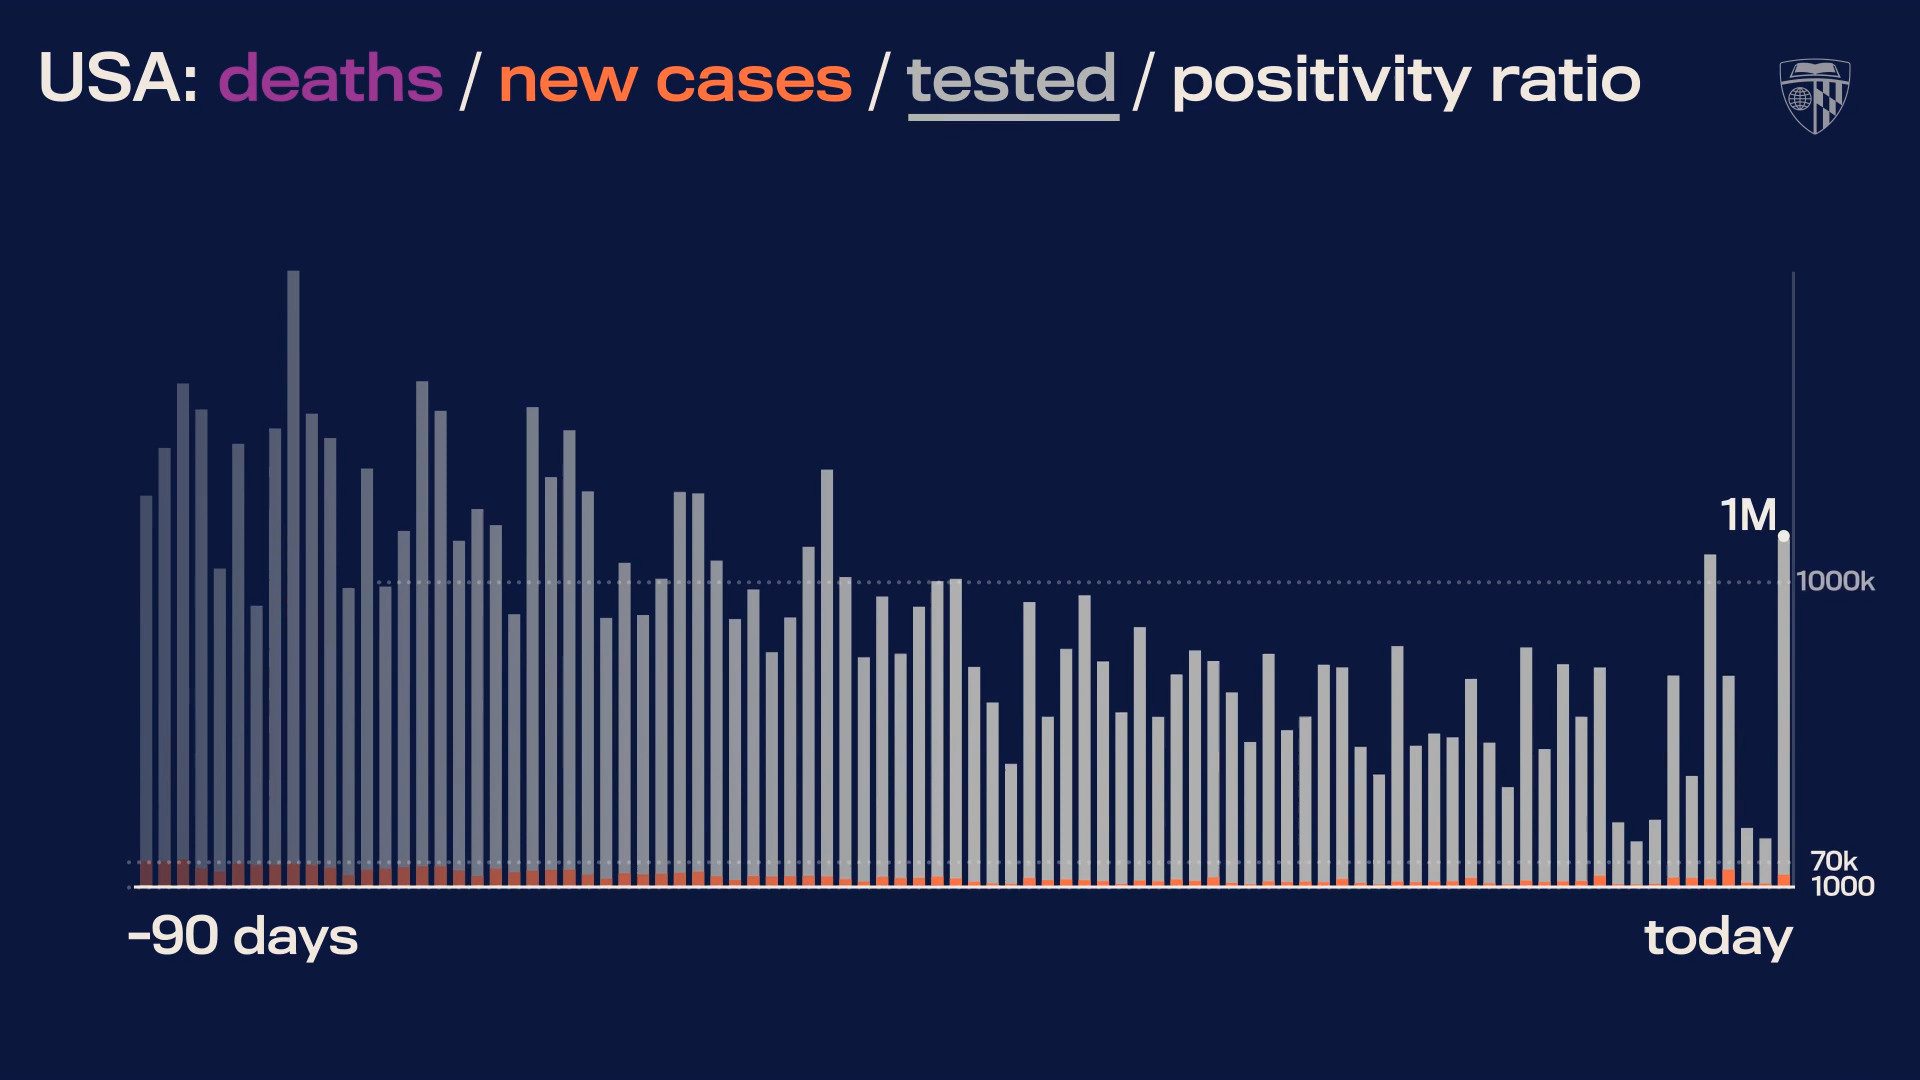 USA: deaths / new cases / tested / positivity ratio
1M
1000k
70k
1000
-90 days
today